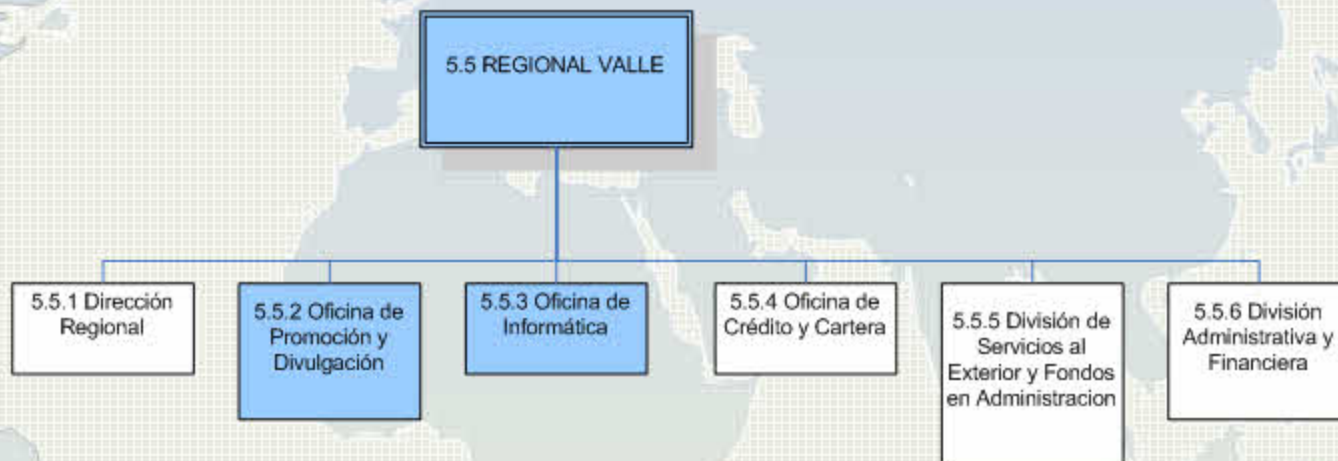 5.5 REGIONAL VALLE
5.5.1 Dirección
Regional
5.5.2 Oficina de
Promoción y
Divulgación
5.5.3 Oficina de
Informática
5.5.4 Oficina de
Crédito y Cartera
5.5.5 División de
Servicios al
Exterior y Fondos
en Administracion
5.5.6 División
Administrativa y
Financiera